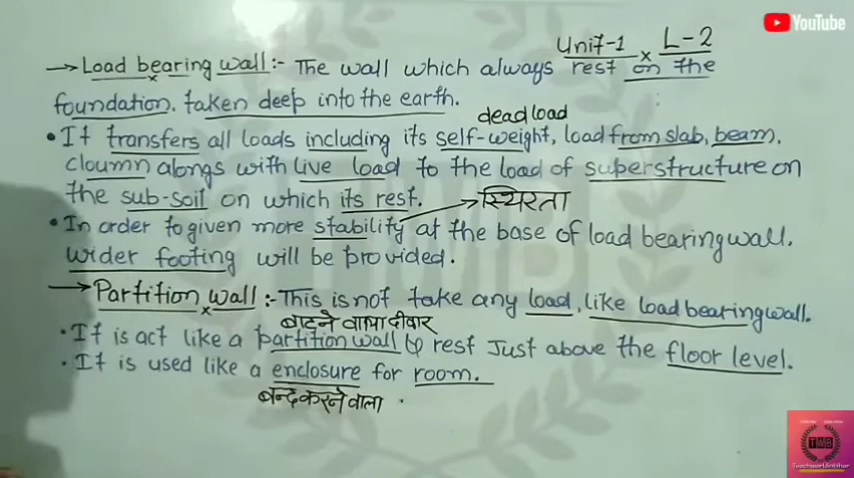 YouTube
Unit-1 × L-2
→ Load bearing wall :- The wall which always rest on the
foundation. taken deep into the earth.
dead load
• It transfers all loads including its self-weight, load from slab, beam,
cloumn alongs with live load to the load of superstructure on
the sub-soil on which its rest. → स्थिरता
• In order to given more stability at the base of load bearing wall.
wider footing will be provided.
→ Partition wall :- This is not take any load, like load bearing wall.
बाटने वाला दीवार
• It is act like a partition wall & rest Just above the floor level.
• It is used like a enclosure for room.
बन्द करने वाला
TWB
TWB